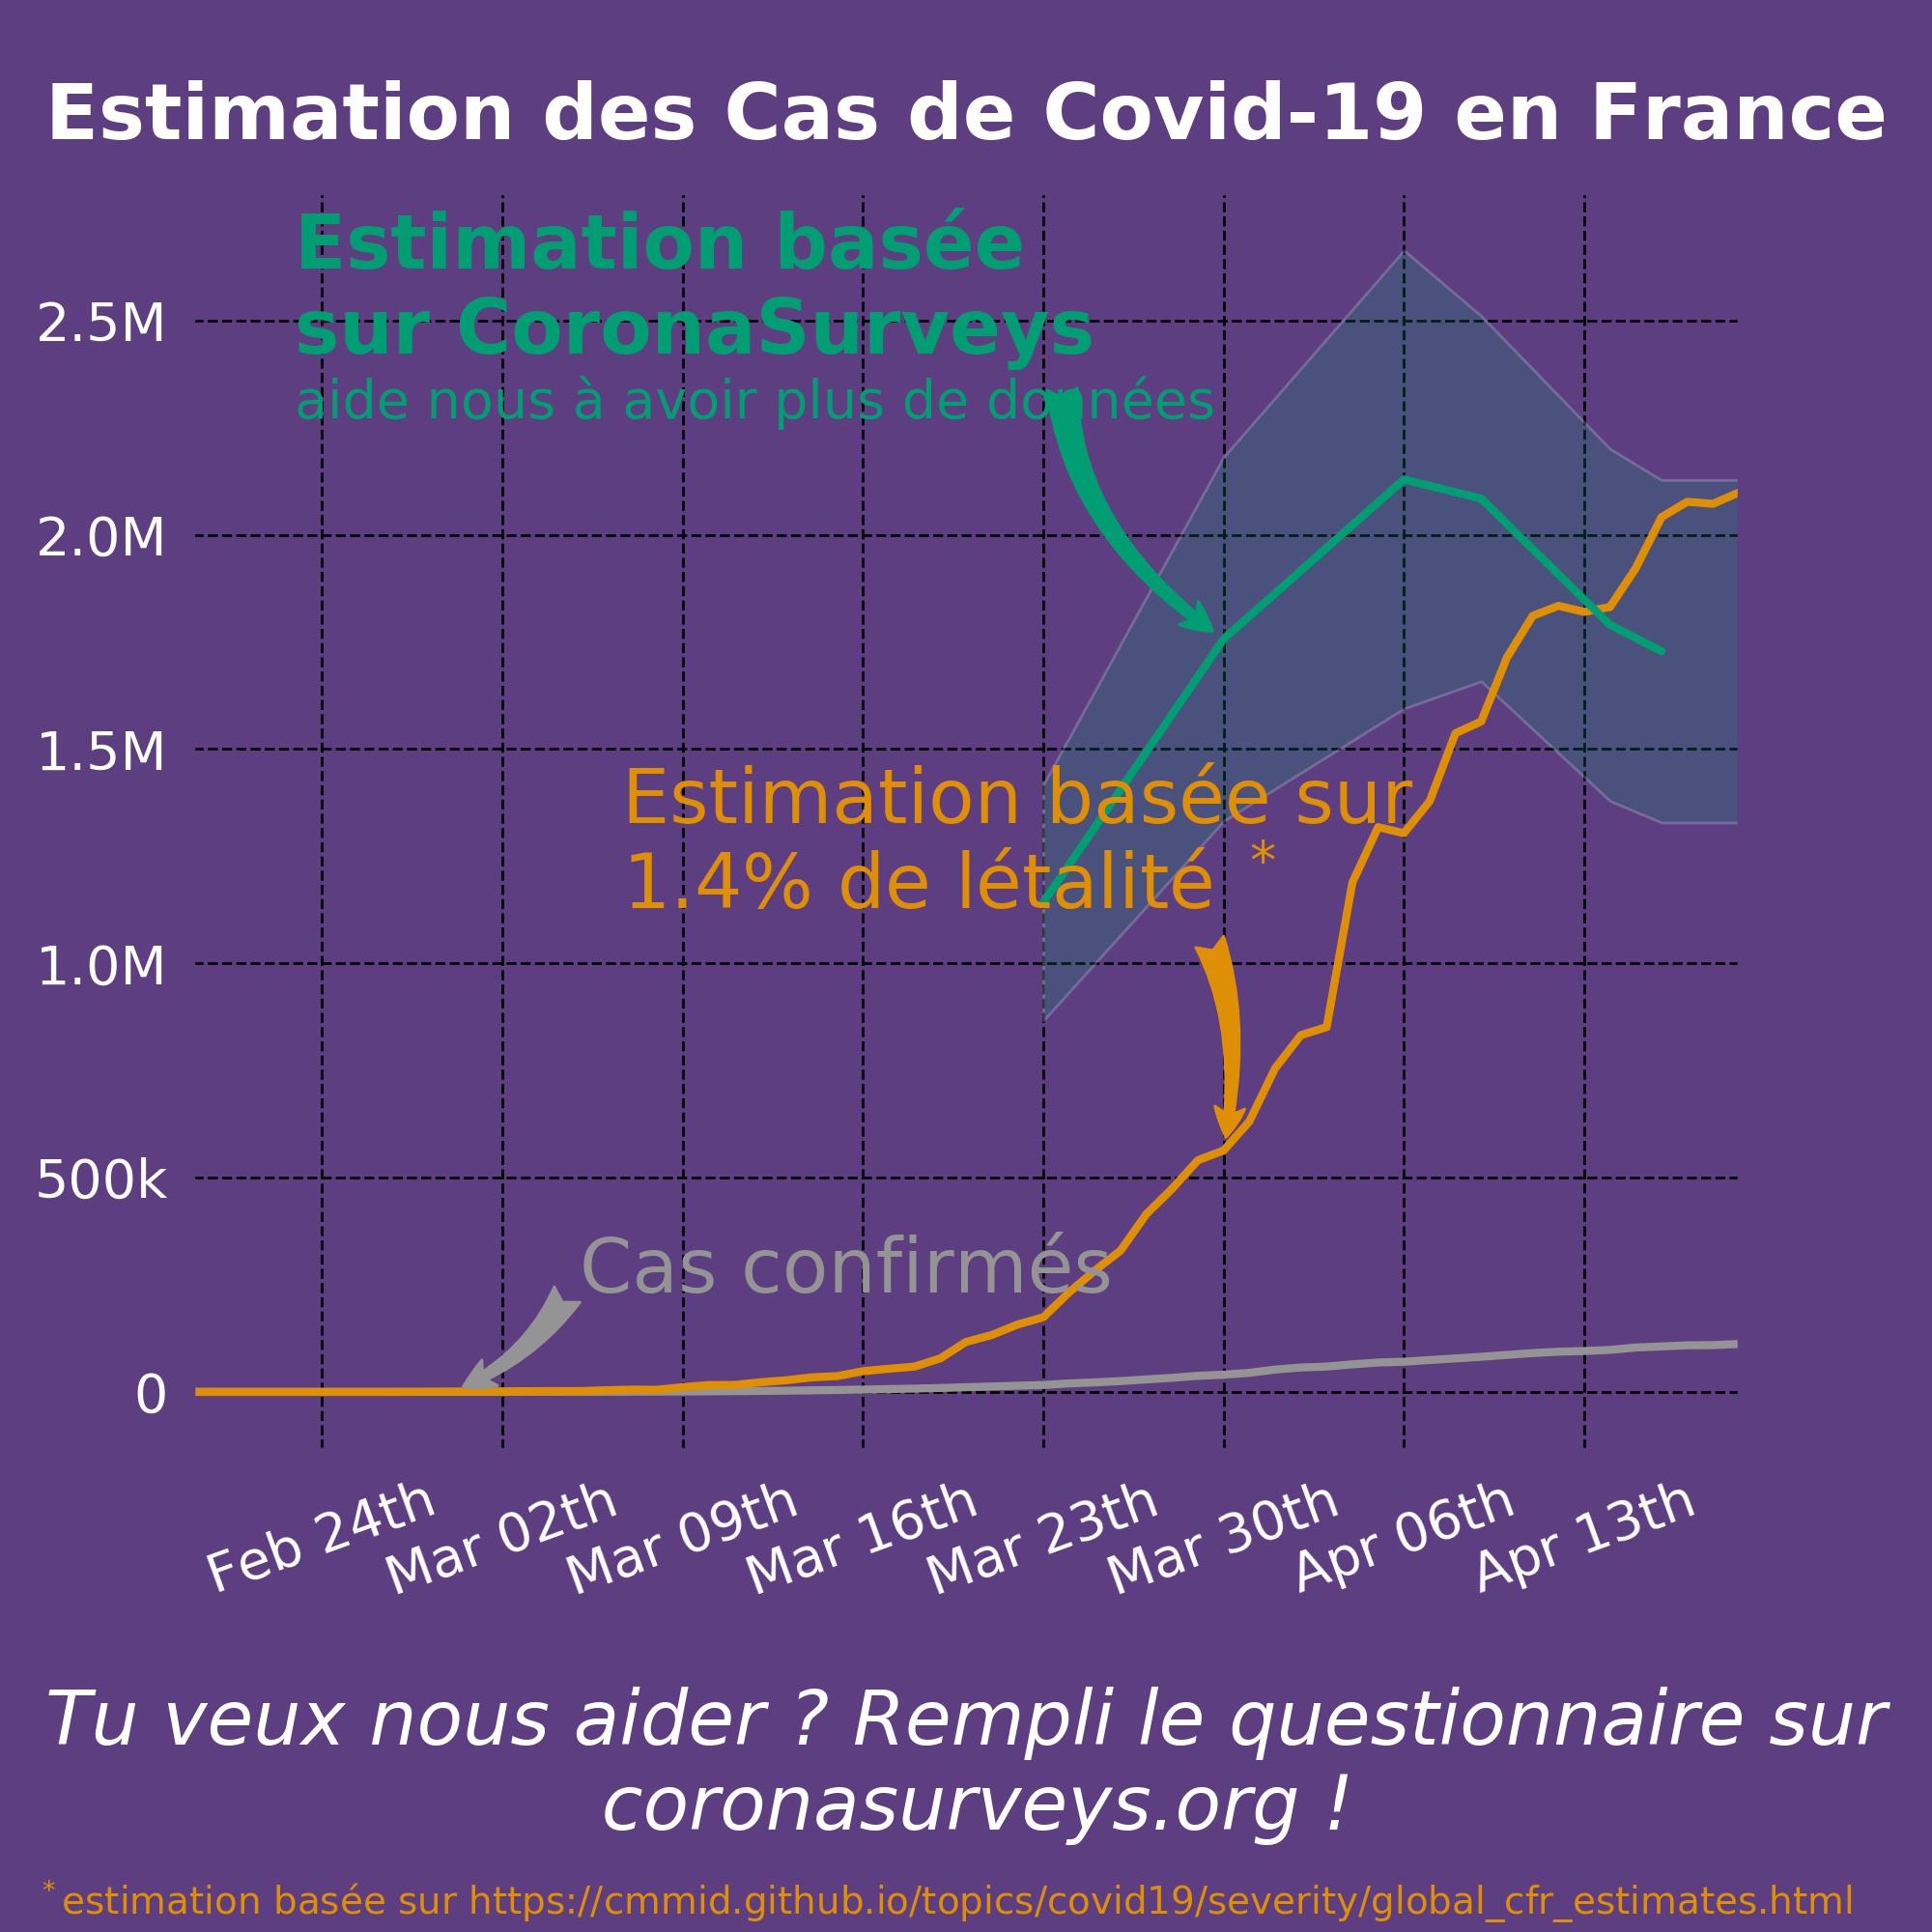 Estimation des Cas de Covid-19 en France
Estimation basée
sur CoronaSurveys
aide nous à avoir plus de données
2.5M
2.0M
1.5M
1.0M
500k
0
Estimation basée sur
1.4% de létalité *
Cas confirmés
Feb 24th
Mar 02th
Mar 09th
Mar 16th
Mar 23th
Mar 30th
Apr 06th
Apr 13th
Tu veux nous aider ? Rempli le questionnaire sur
coronasurveys.org !
* estimation basée sur https://cmmid.github.io/topics/covid19/severity/global_cfr_estimates.html